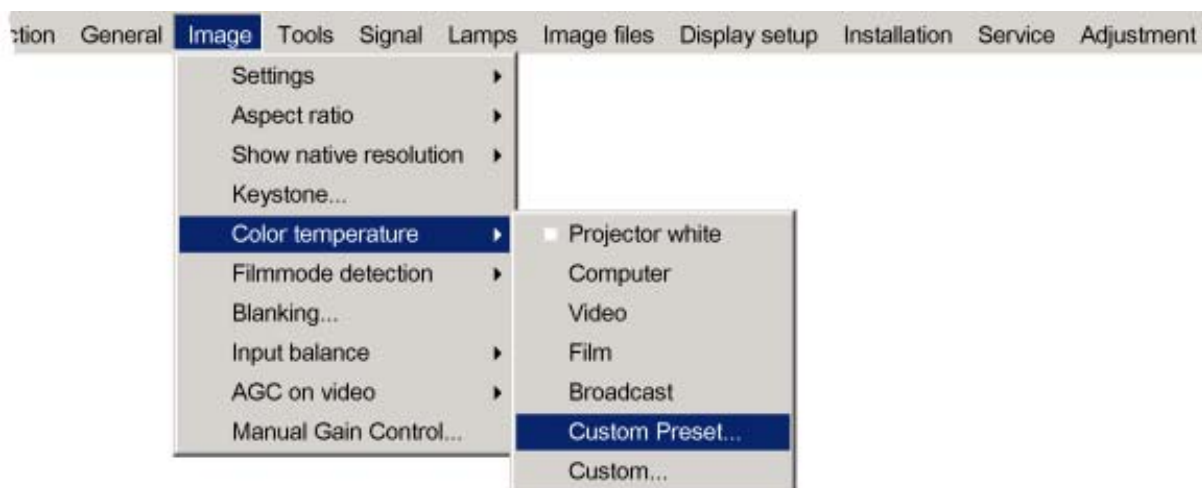 ction General Image Tools Signal Lamps Image files Display setup Installation Service Adjustment
Settings
Aspect ratio
Show native resolution
Keystone...
Color temperature
Filmmode detection
Blanking...
Input balance
AGC on video
Manual Gain Control...
Projector white
Computer
Video
Film
Broadcast
Custom Preset...
Custom...